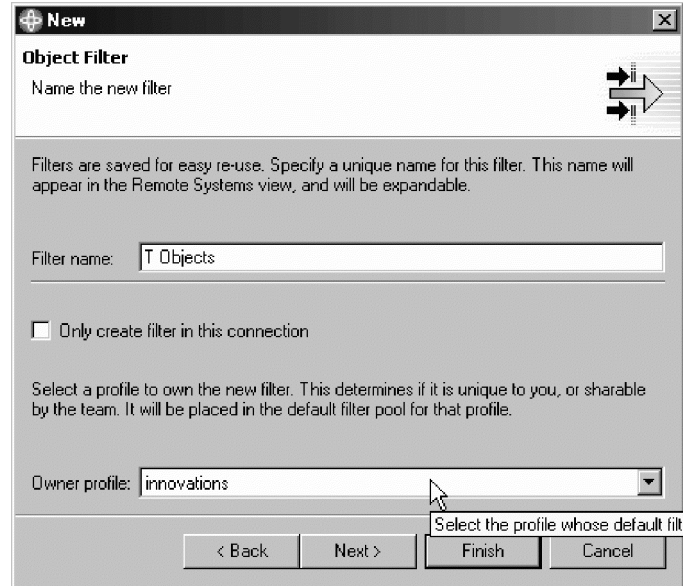 New
Object Filter
Name the new filter
Filters are saved for easy re-use. Specify a unique name for this filter. This name will
appear in the Remote Systems view, and will be expandable.
Filter name: T Objects
Only create filter in this connection
Select a profile to own the new filter. This determines if it is unique to you, or sharable
by the team. It will be placed in the default filter pool for that profile.
Owner profile: innovations
Select the profile whose default filt
< Back Next > Finish Cancel